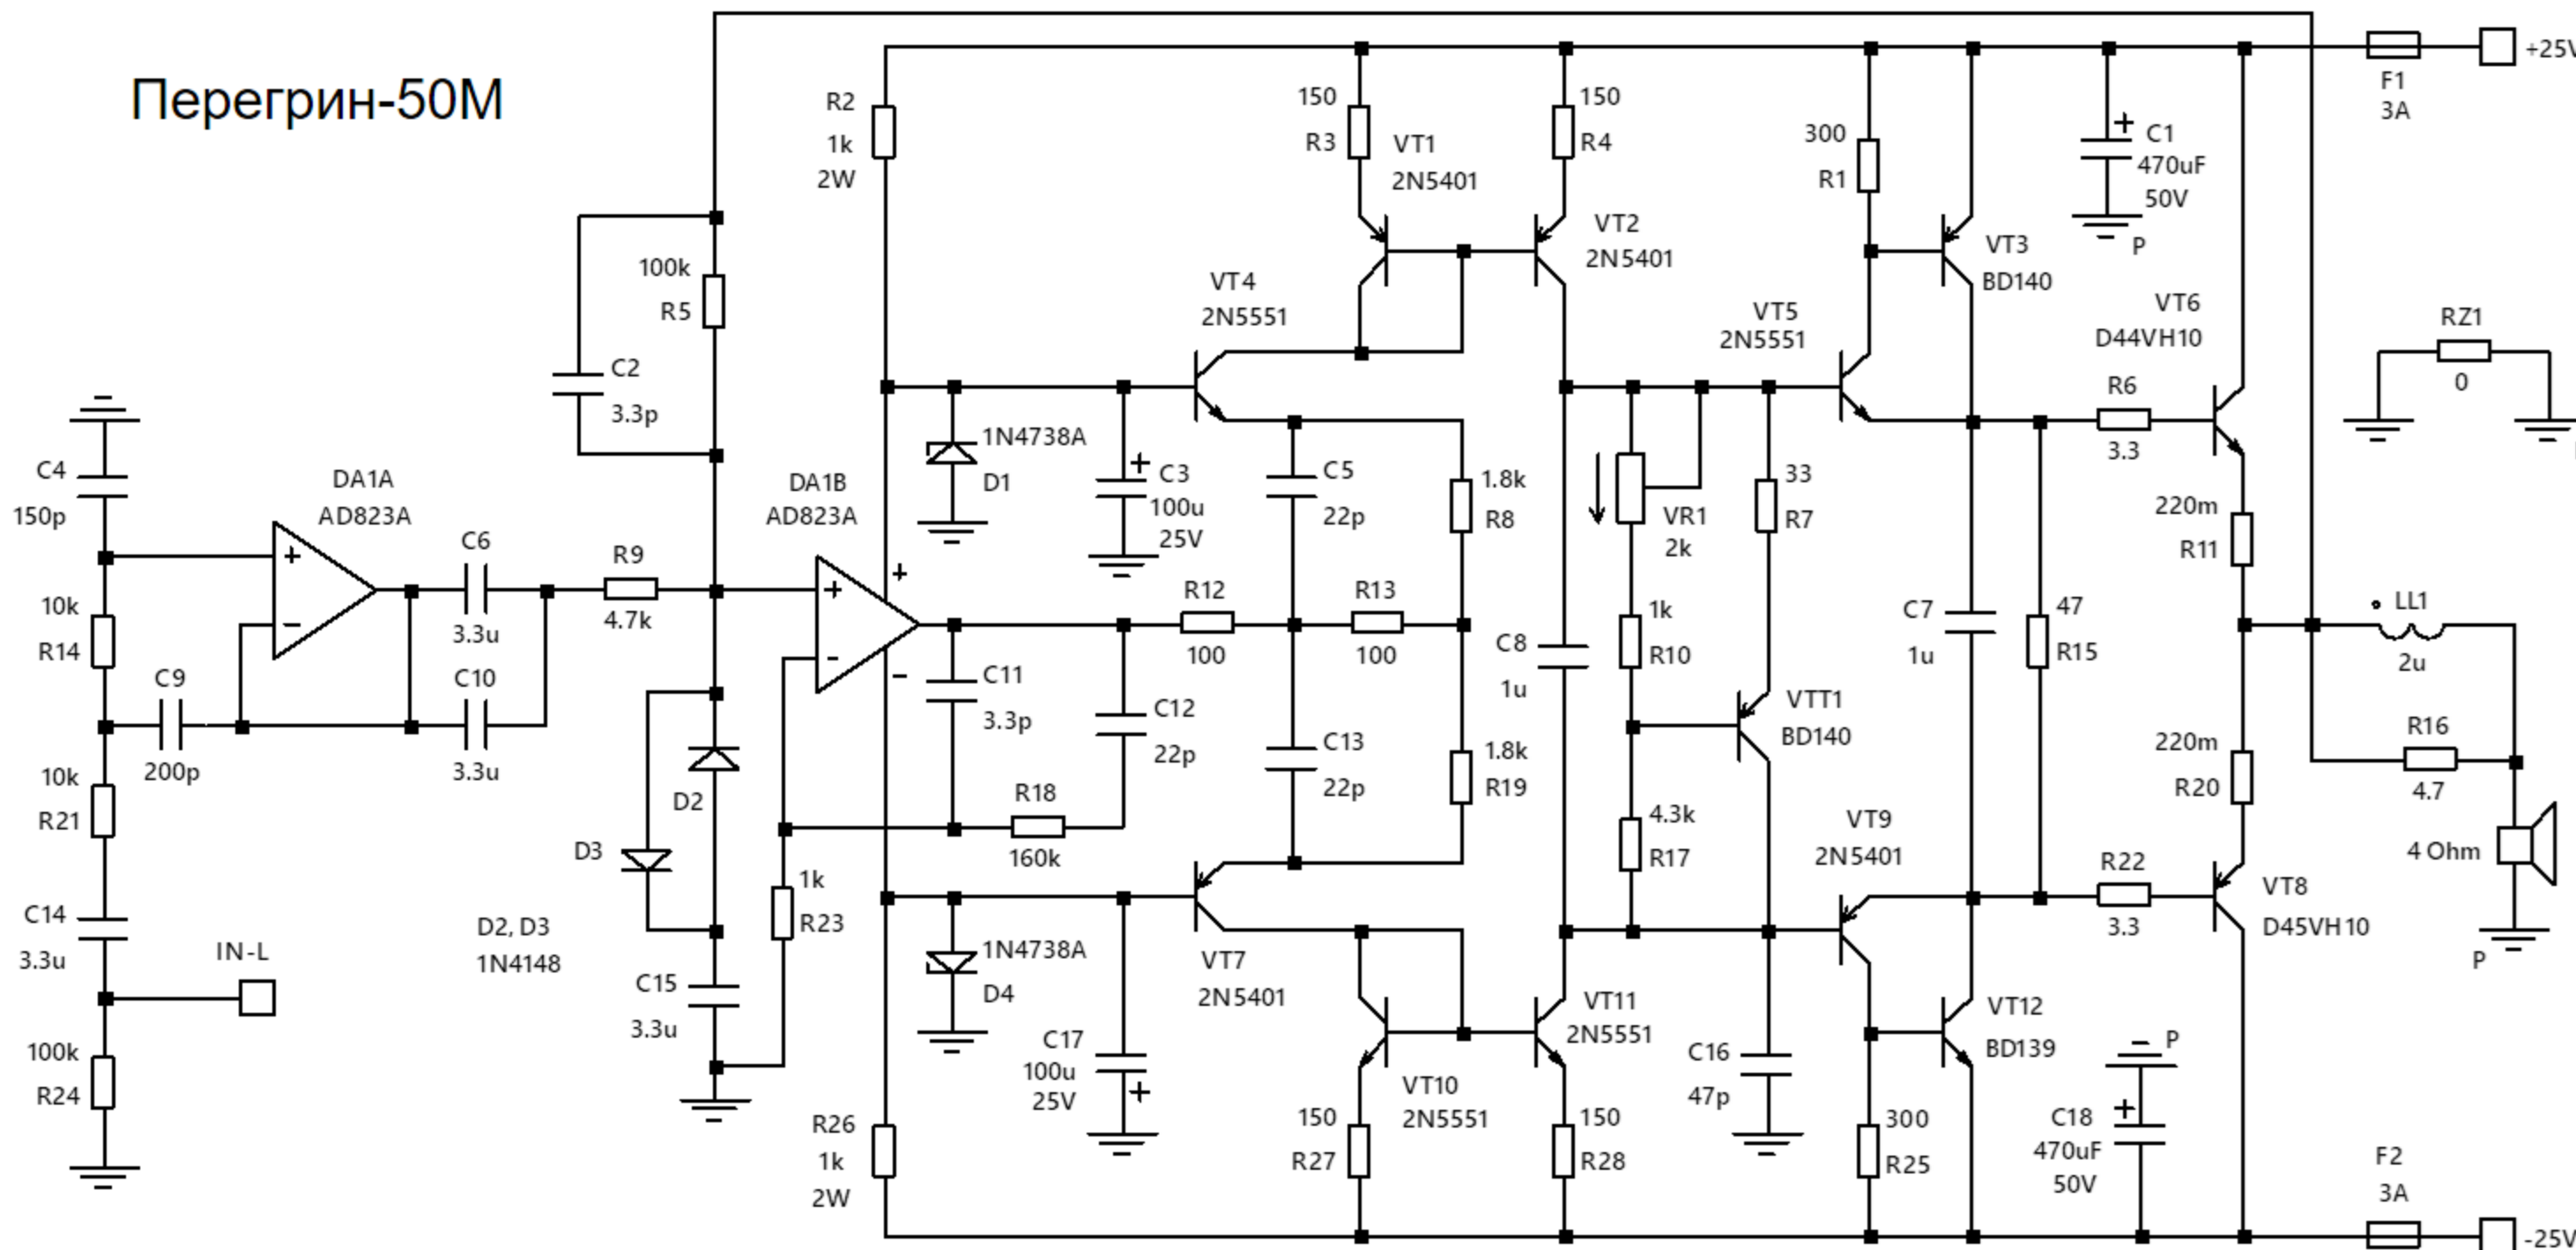 Перегрин-50М
+25V
F1
3A
R2
1k
2W
150
R3
VT1
2N5401
150
R4
VT2
2N5401
300
R1
VT3
BD140
+
C1
470uF
50V
P
VT6
D44VH10
RZ1
0
100k
R5
C2
3.3p
VT4
2N5551
VT5
2N5551
R6
3.3
C4
150p
DA1A
AD823A
+
−
C6
3.3u
R9
4.7k
DA1B
AD823A
+
-
+
−
1N4738A
D1
+
C3
100u
25V
C5
22p
1.8k
R8
VR1
2k
33
R7
220m
R11
10k
R14
C9
200p
C10
3.3u
R12
100
R13
100
C8
1u
1k
R10
C7
1u
47
R15
LL1
2u
C11
3.3p
C12
22p
C13
22p
1.8k
R19
VTT1
BD140
220m
R20
R16
4.7
10k
R21
D2
D3
R18
160k
4.3k
R17
VT9
2N5401
R22
3.3
4 Ohm
VT8
D45VH10
P
C14
3.3u
IN-L
D2, D3
1N4148
1k
R23
1N4738A
D4
VT7
2N5401
C15
3.3u
100k
R24
C17
100u
25V
+
VT10
2N5551
VT11
2N5551
C16
47p
VT12
BD139
P
+
C18
470uF
50V
R26
1k
2W
150
R27
150
R28
300
R25
F2
3A
-25V